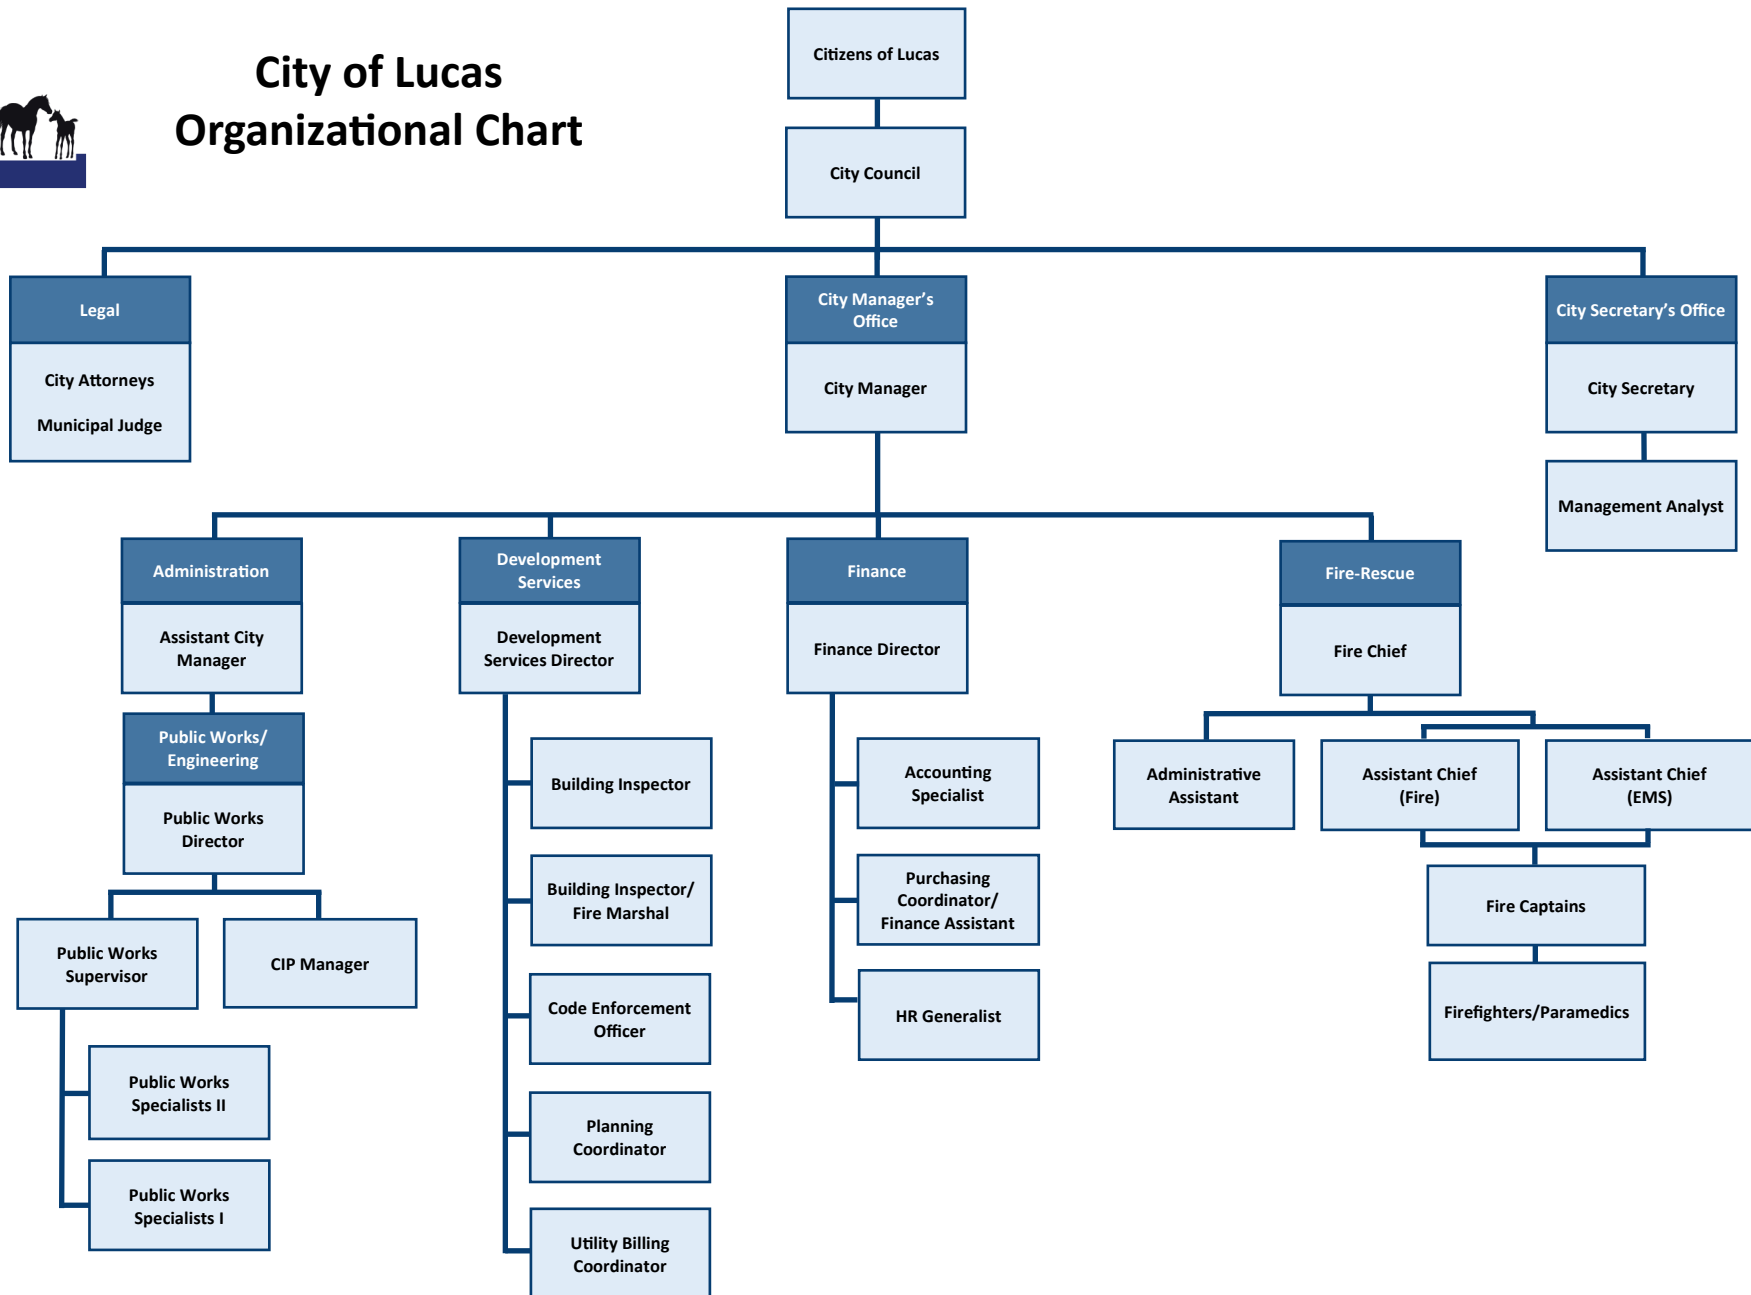 City of Lucas
Organizational Chart
Citizens of Lucas
City Council
Legal
City Attorneys
Municipal Judge
City Manager’s
Office
City Manager
City Secretary’s Office
City Secretary
Management Analyst
Administration
Assistant City
Manager
Public Works/
Engineering
Public Works
Director
Public Works
Supervisor
CIP Manager
Public Works
Specialists II
Public Works
Specialists I
Development
Services
Development
Services Director
Building Inspector
Building Inspector/
Fire Marshal
Code Enforcement
Officer
Planning
Coordinator
Utility Billing
Coordinator
Finance
Finance Director
Accounting
Specialist
Purchasing
Coordinator/
Finance Assistant
HR Generalist
Fire-Rescue
Fire Chief
Administrative
Assistant
Assistant Chief
(Fire)
Assistant Chief
(EMS)
Fire Captains
Firefighters/Paramedics